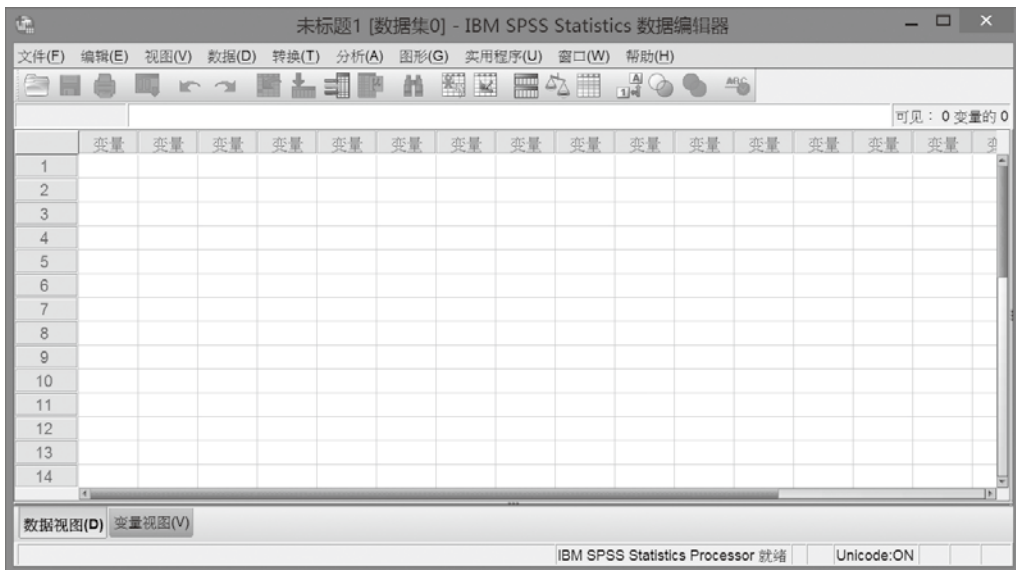 未标题1 [数据集0] - IBM SPSS Statistics 数据编辑器
文件(F) 编辑(E) 视图(V) 数据(D) 转换(T) 分析(A) 图形(G) 实用程序(U) 窗口(W) 帮助(H)
可见：0 变量的 0
变量 变量 变量 变量 变量 变量 变量 变量 变量 变量 变量 变量 变量 变量 变量
1
2
3
4
5
6
7
8
9
10
11
12
13
14
数据视图(D) 变量视图(V)
IBM SPSS Statistics Processor 就绪 Unicode:ON